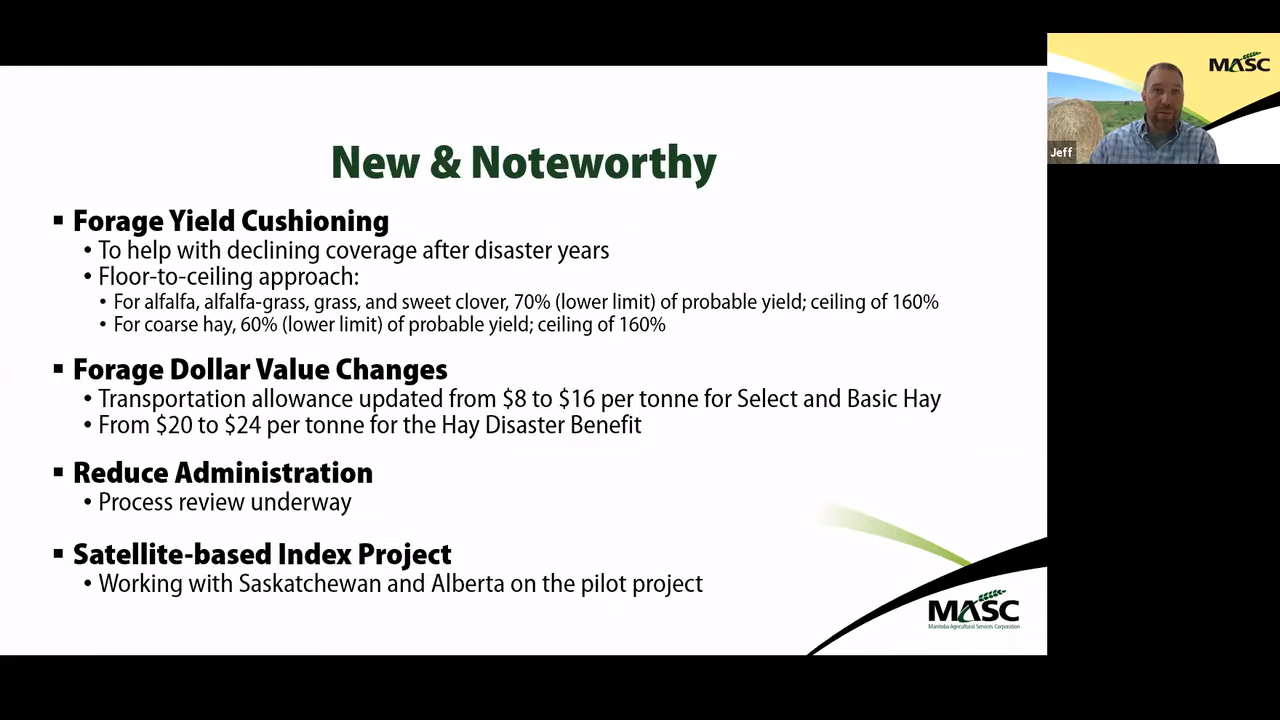 New & Noteworthy
▪ Forage Yield Cushioning
• To help with declining coverage after disaster years
• Floor-to-ceiling approach:
• For alfalfa, alfalfa-grass, grass, and sweet clover, 70% (lower limit) of probable yield; ceiling of 160%
• For coarse hay, 60% (lower limit) of probable yield; ceiling of 160%
▪ Forage Dollar Value Changes
• Transportation allowance updated from $8 to $16 per tonne for Select and Basic Hay
• From $20 to $24 per tonne for the Hay Disaster Benefit
▪ Reduce Administration
• Process review underway
▪ Satellite-based Index Project
• Working with Saskatchewan and Alberta on the pilot project
MASC
Manitoba Agricultural Services Corporation
MASC
Jeff